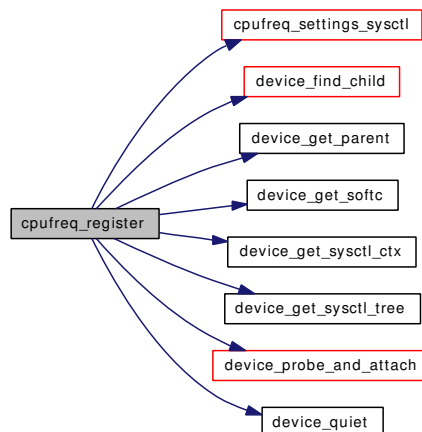 cpufreq_settings_sysctl
device_find_child
device_get_parent
device_get_softc
cpufreq_register
device_get_sysctl_ctx
device_get_sysctl_tree
device_probe_and_attach
device_quiet